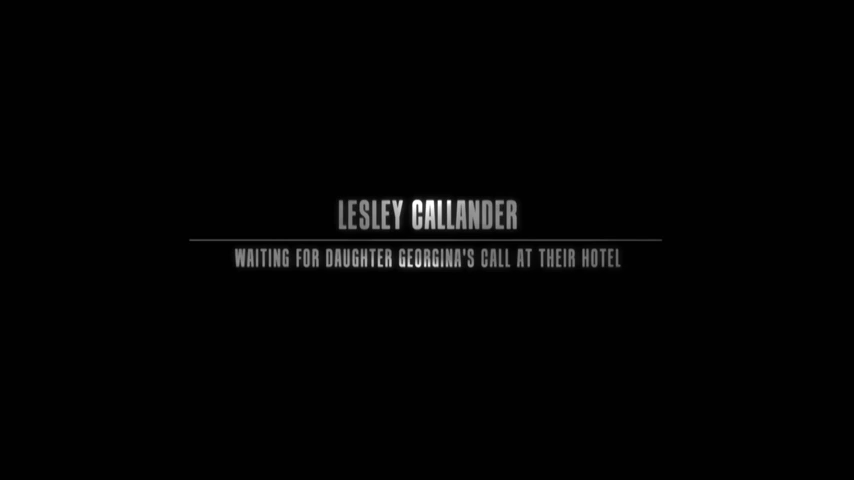 LESLEY CALLANDER
WAITING FOR DAUGHTER GEORGINA'S CALL AT THEIR HOTEL